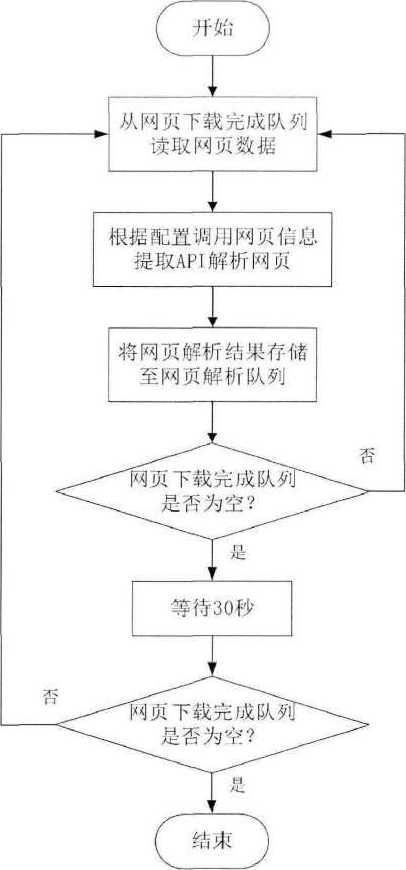 开始
从网页下载完成队列
读取网页数据
根据配置调用网页信息
提取API解析网页
将网页解析结果存储
至网页解析队列
否
网页下载完成队列
是否为空?
是
等待30秒
否
网页下载完成队列
是否为空?
是
结束